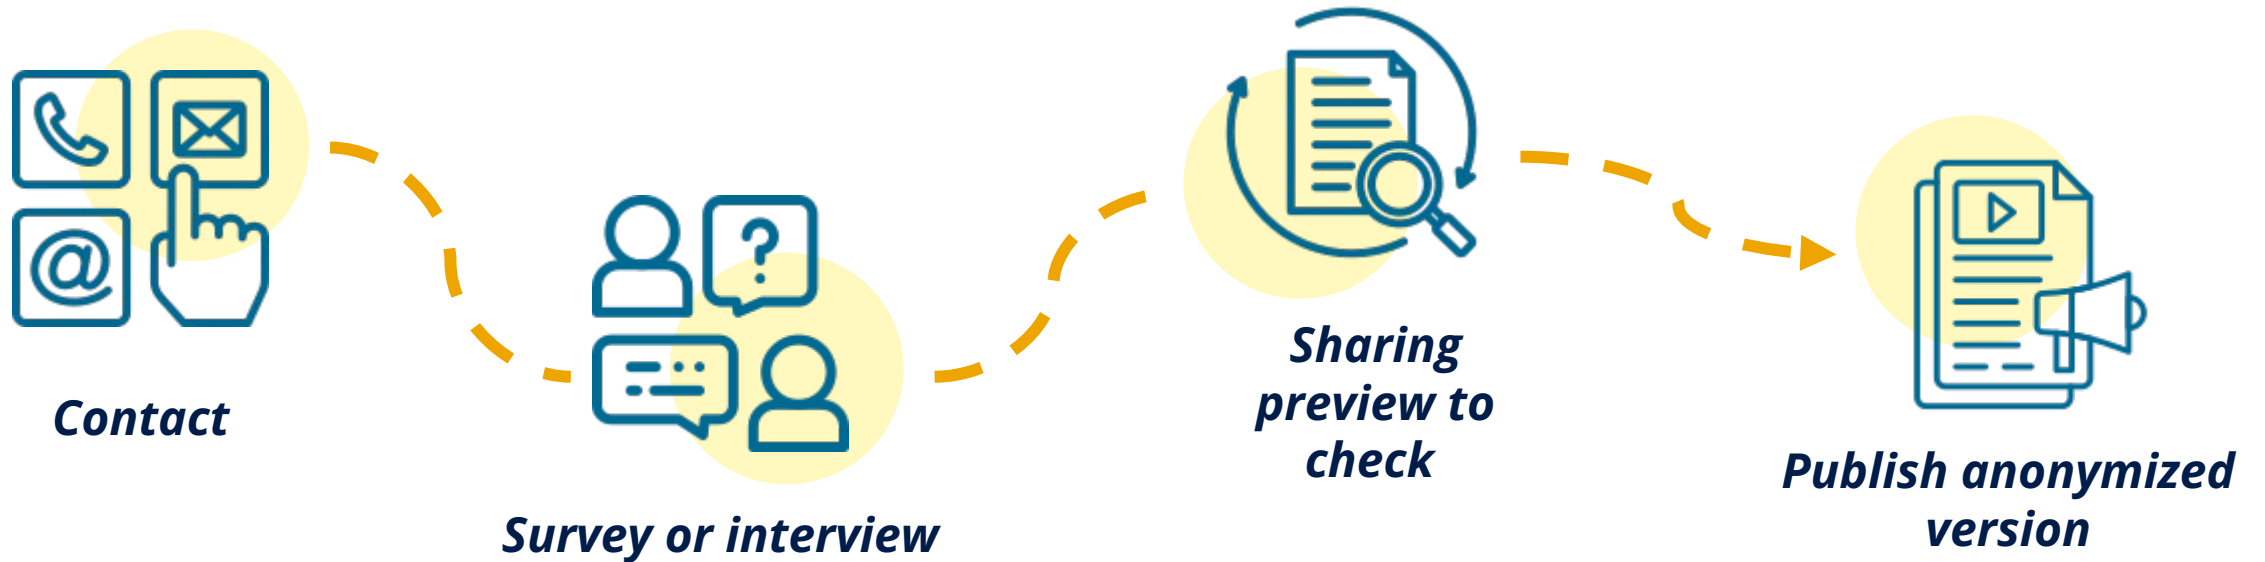 Contact
Survey or interview
Sharing
preview to
check
Publish anonymized
version